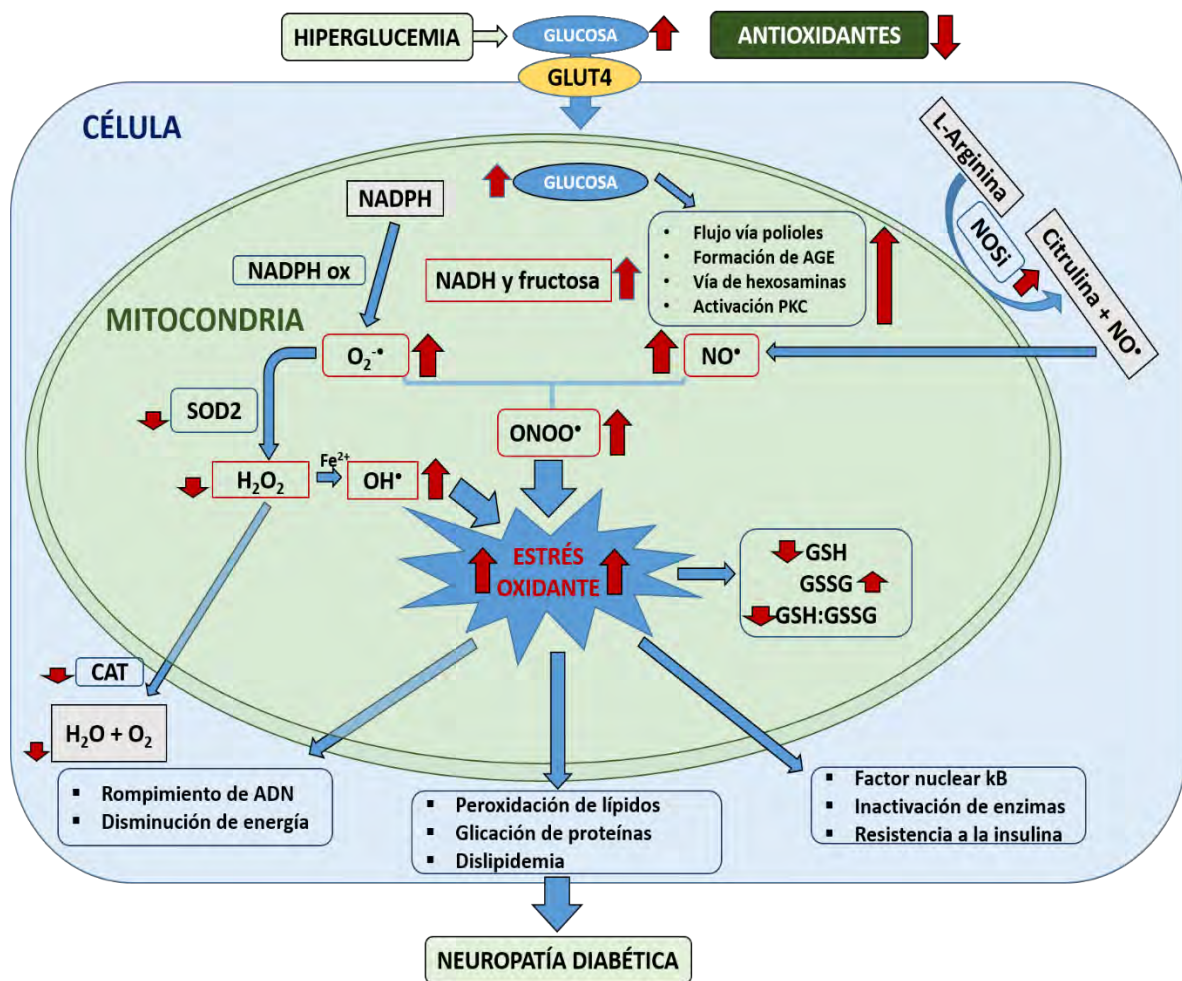 HIPERGLUCEMIA
GLUCOSA
ANTIOXIDANTES
GLUT4
CÉLULA
L-Arginina
NOSi
Citrulina + NO•
GLUCOSA
NADPH
• Flujo vía polioles
• Formación de AGE
• Vía de hexosaminas
• Activación PKC
NADPH ox
NADH y fructosa
MITOCONDRIA
O₂⁻•
NO•
SOD2
ONOO•
H₂O₂
Fe²⁺
OH•
ESTRÉS
OXIDANTE
GSH
GSSG
GSH:GSSG
CAT
H₂O + O₂
▪ Rompimiento de ADN
▪ Disminución de energía
▪ Peroxidación de lípidos
▪ Glicación de proteínas
▪ Dislipidemia
▪ Factor nuclear kB
▪ Inactivación de enzimas
▪ Resistencia a la insulina
NEUROPATÍA DIABÉTICA